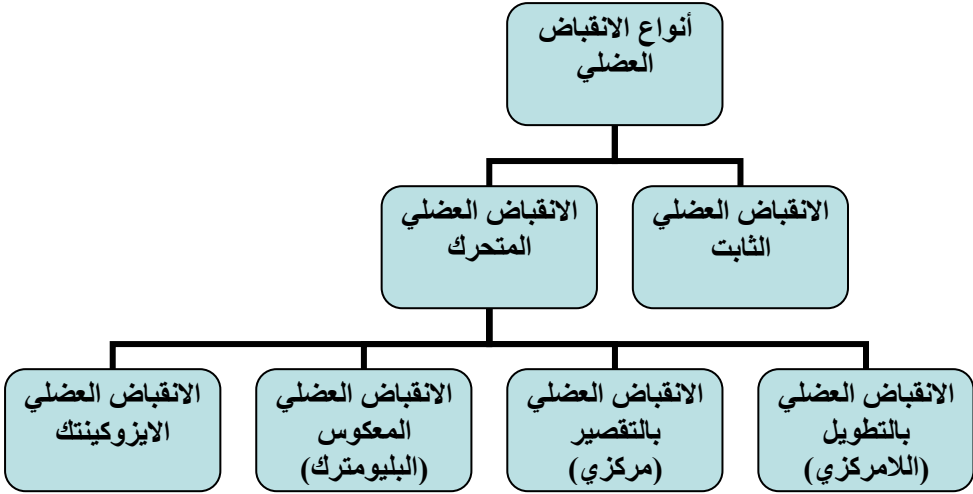 أنواع الانقباض
العضلي
الانقباض العضلي
الثابت
الانقباض العضلي
المتحرك
الانقباض العضلي
بالتطويل
(اللامركزي)
الانقباض العضلي
بالتقصير
(مركزي)
الانقباض العضلي
المعكوس
(البليومترك)
الانقباض العضلي
الايزوكينتك